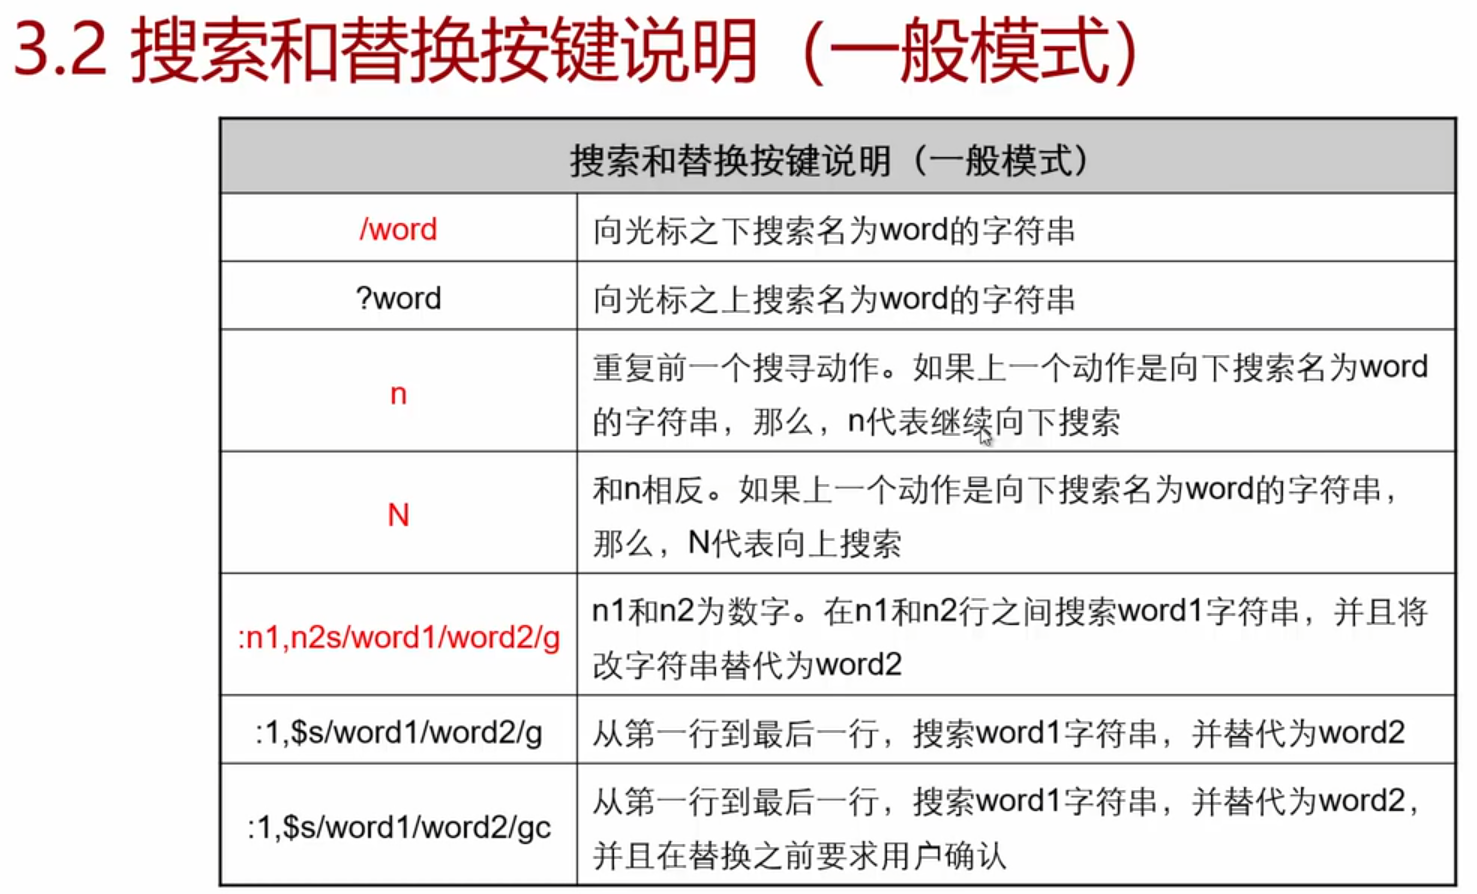 3.2 搜索和替换按键说明（一般模式）
搜索和替换按键说明（一般模式）
/word
向光标之下搜索名为word的字符串
?word
向光标之上搜索名为word的字符串
n
重复前一个搜寻动作。如果上一个动作是向下搜索名为word
的字符串，那么，n代表继续向下搜索
N
和n相反。如果上一个动作是向下搜索名为word的字符串，
那么，N代表向上搜索
:n1,n2s/word1/word2/g
n1和n2为数字。在n1和n2行之间搜索word1字符串，并且将
改字符串替代为word2
:1,$s/word1/word2/g
从第一行到最后一行，搜索word1字符串，并替代为word2
:1,$s/word1/word2/gc
从第一行到最后一行，搜索word1字符串，并替代为word2，
并且在替换之前要求用户确认